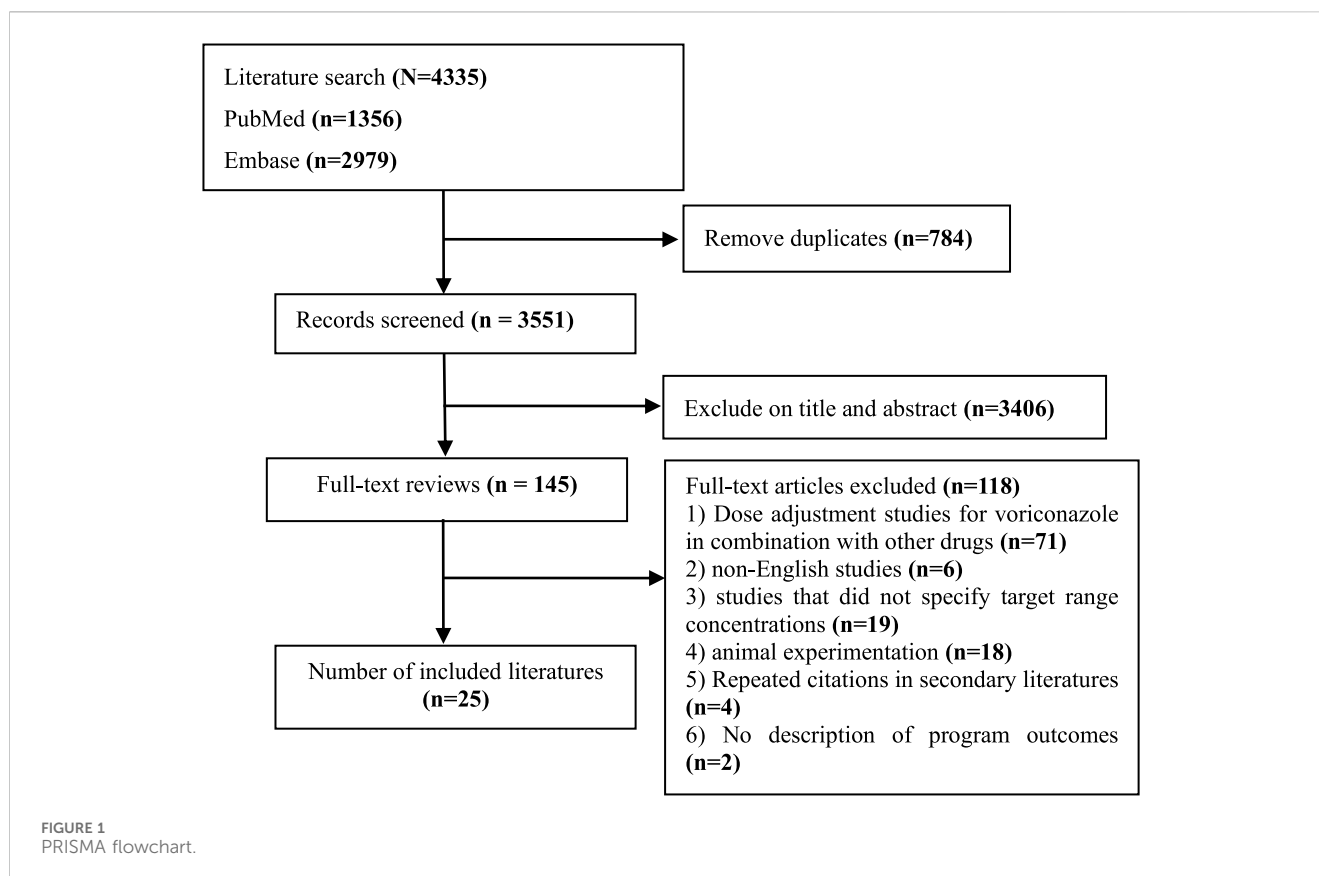 Literature search (N=4335)
PubMed (n=1356)
Embase (n=2979)
Remove duplicates (n=784)
Records screened (n = 3551)
Exclude on title and abstract (n=3406)
Full-text reviews (n = 145)
Full-text articles excluded (n=118)
1) Dose adjustment studies for voriconazole
in combination with other drugs (n=71)
2) non-English studies (n=6)
3) studies that did not specify target range
concentrations (n=19)
4) animal experimentation (n=18)
5) Repeated citations in secondary literatures
(n=4)
6) No description of program outcomes
(n=2)
Number of included literatures
(n=25)
FIGURE 1
PRISMA flowchart.